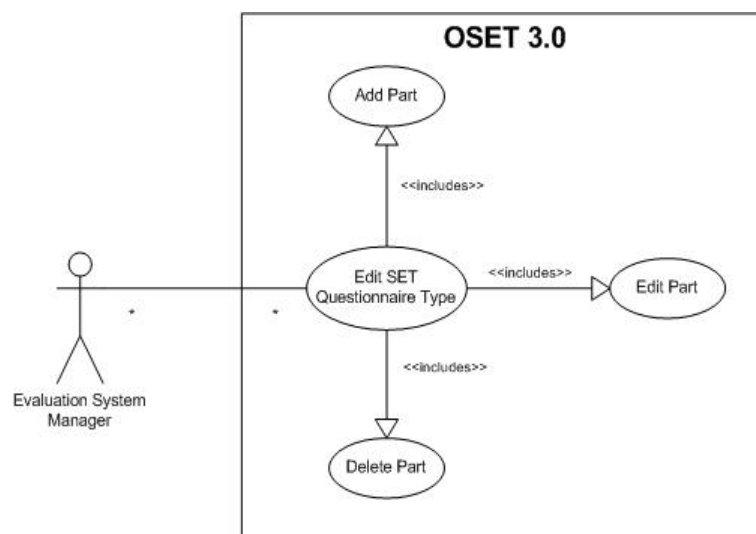 OSET 3.0
Add Part
<<includes>>
Edit SET
Questionnaire Type
<<includes>>
Edit Part
*
*
<<includes>>
Evaluation System
Manager
Delete Part